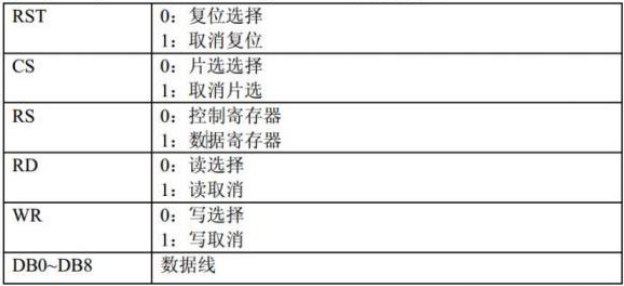 RST 0：复位选择
1：取消复位
CS 0：片选选择
1：取消片选
RS 0：控制寄存器
1：数据寄存器
RD 0：读选择
1：读取消
WR 0：写选择
1：写取消
DB0~DB8 数据线